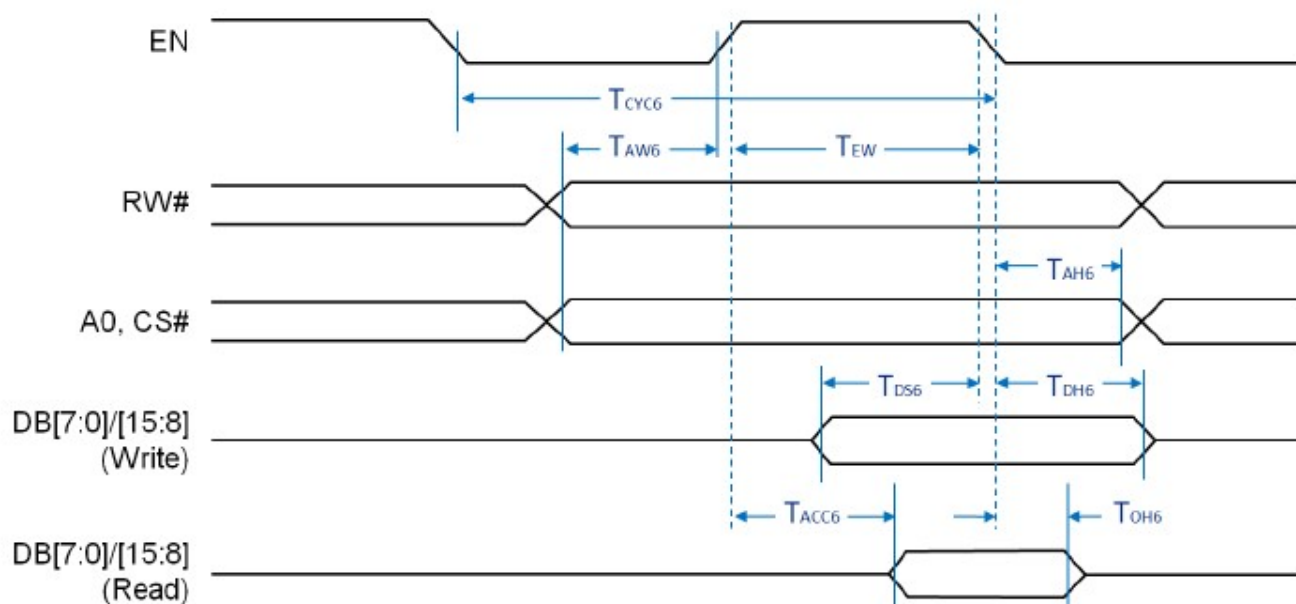 EN
TCYC6
TAW6
TEW
RW#
TAH6
A0, CS#
TDS6
TDH6
DB[7:0]/[15:8]
(Write)
TACC6
TOH6
DB[7:0]/[15:8]
(Read)